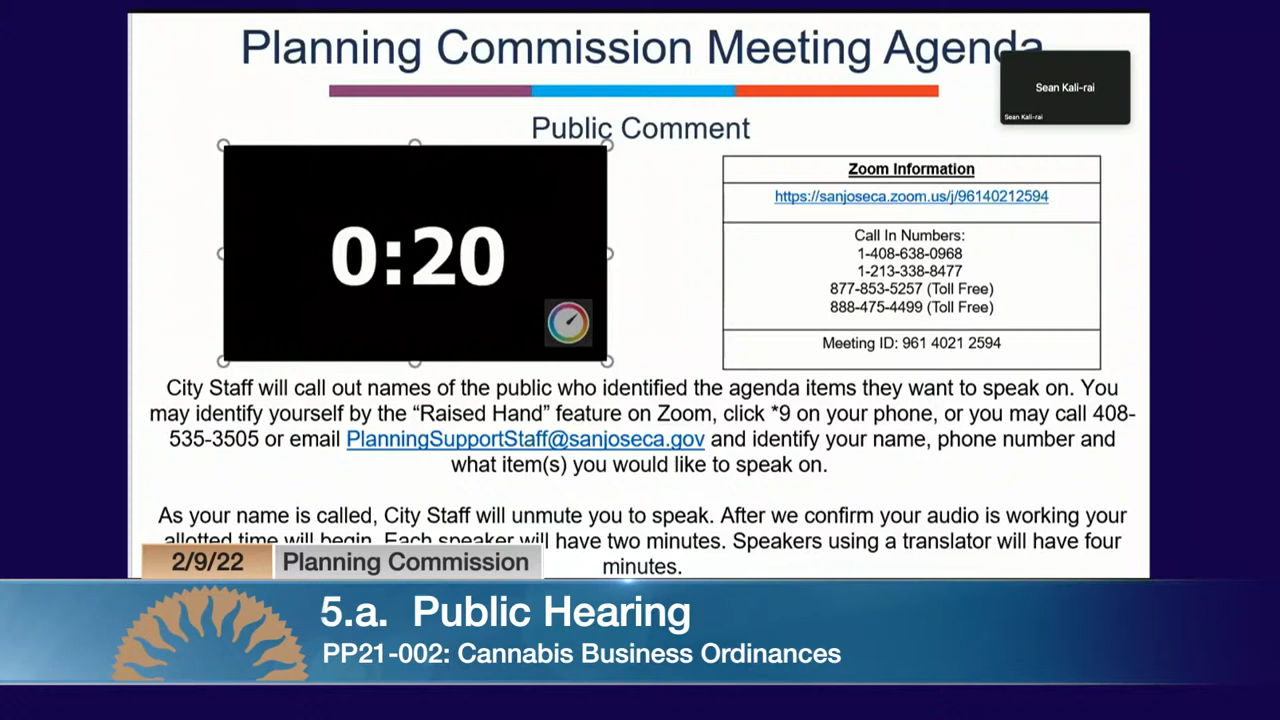 Planning Commission Meeting Agenda
Sean Kali-rai
Sean Kali-rai
Public Comment
0:20
Zoom Information
https://sanjoseca.zoom.us/j/96140212594
Call In Numbers:
1-408-638-0968
1-213-338-8477
877-853-5257 (Toll Free)
888-475-4499 (Toll Free)
Meeting ID: 961 4021 2594
City Staff will call out names of the public who identified the agenda items they want to speak on. You
may identify yourself by the “Raised Hand” feature on Zoom, click *9 on your phone, or you may call 408-
535-3505 or email PlanningSupportStaff@sanjoseca.gov and identify your name, phone number and
what item(s) you would like to speak on.
As your name is called, City Staff will unmute you to speak. After we confirm your audio is working your
allotted time will begin. Each speaker will have two minutes. Speakers using a translator will have four
minutes.
2/9/22 Planning Commission
5.a. Public Hearing
PP21-002: Cannabis Business Ordinances